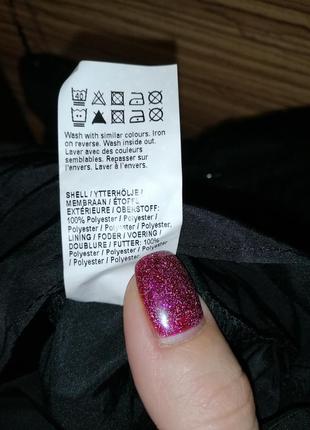 40
Wash with similar colours. Iron
on reverse. Wash inside out.
Laver avec des couleurs
semblables. Repasser sur
l'envers. Laver à l'envers.
SHELL / YTTERHÖLJE /
MEMBRAAN / ÉTOFFE
EXTÉRIEURE / OBERSTOFF:
100% Polyester / Polyester /
Polyester / Polyester / Polyester
LINING / FODER / VOERING /
DOUBLURE / FUTTER: 100%
Polyester / Polyester /
Polyester / Polyester